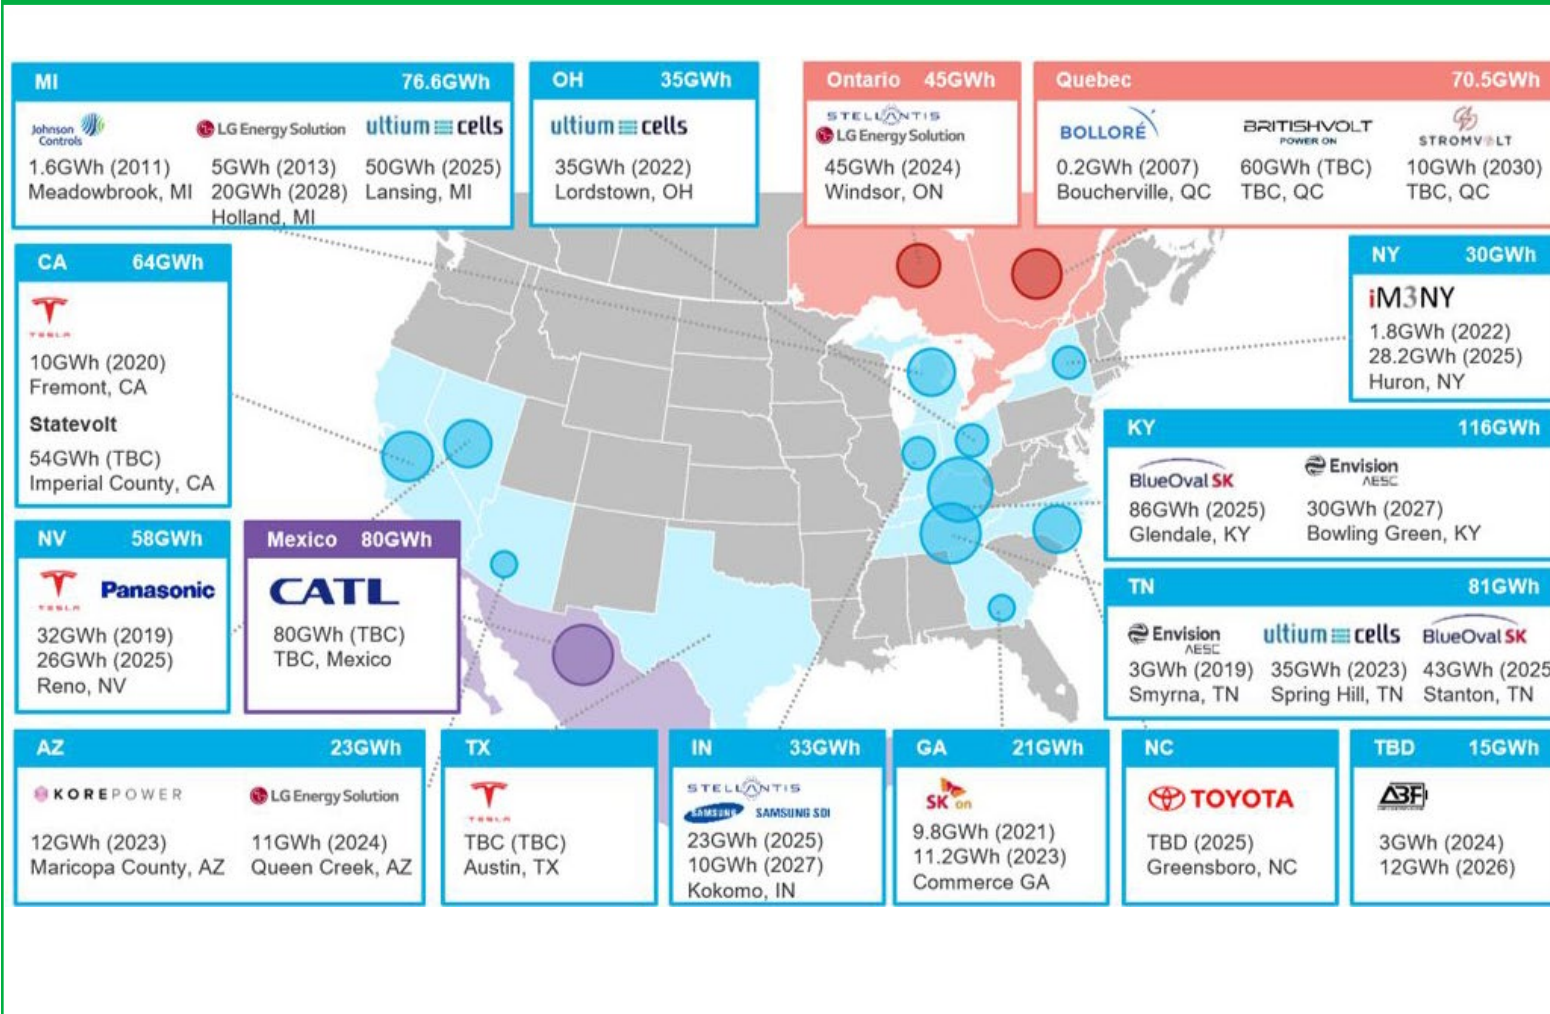 MI 76.6GWh
Johnson Controls
LG Energy Solution
ultium cells
1.6GWh (2011)
Meadowbrook, MI
5GWh (2013)
20GWh (2028)
Holland, MI
50GWh (2025)
Lansing, MI
OH 35GWh
ultium cells
35GWh (2022)
Lordstown, OH
Ontario 45GWh
STELLANTIS
LG Energy Solution
45GWh (2024)
Windsor, ON
Quebec 70.5GWh
BOLLORÉ
0.2GWh (2007)
Boucherville, QC
BRITISHVOLT
POWER ON
60GWh (TBC)
TBC, QC
STROMVOLT
10GWh (2030)
TBC, QC
CA 64GWh
TESLA
10GWh (2020)
Fremont, CA
Statevolt
54GWh (TBC)
Imperial County, CA
NY 30GWh
iM3NY
1.8GWh (2022)
28.2GWh (2025)
Huron, NY
KY 116GWh
BlueOval SK
86GWh (2025)
Glendale, KY
Envision
AESC
30GWh (2027)
Bowling Green, KY
NV 58GWh
TESLA
Panasonic
32GWh (2019)
26GWh (2025)
Reno, NV
Mexico 80GWh
CATL
80GWh (TBC)
TBC, Mexico
TN 81GWh
Envision
AESC
3GWh (2019)
Smyrna, TN
ultium cells
35GWh (2023)
Spring Hill, TN
BlueOval SK
43GWh (2025
Stanton, TN
AZ 23GWh
KOREPOWER
12GWh (2023)
Maricopa County, AZ
LG Energy Solution
11GWh (2024)
Queen Creek, AZ
TX
TESLA
TBC (TBC)
Austin, TX
IN 33GWh
STELLANTIS
SAMSUNG SAMSUNG SDI
23GWh (2025)
10GWh (2027)
Kokomo, IN
GA 21GWh
SK on
9.8GWh (2021)
11.2GWh (2023)
Commerce GA
NC
TOYOTA
TBD (2025)
Greensboro, NC
TBD 15GWh
ABF
3GWh (2024)
12GWh (2026)